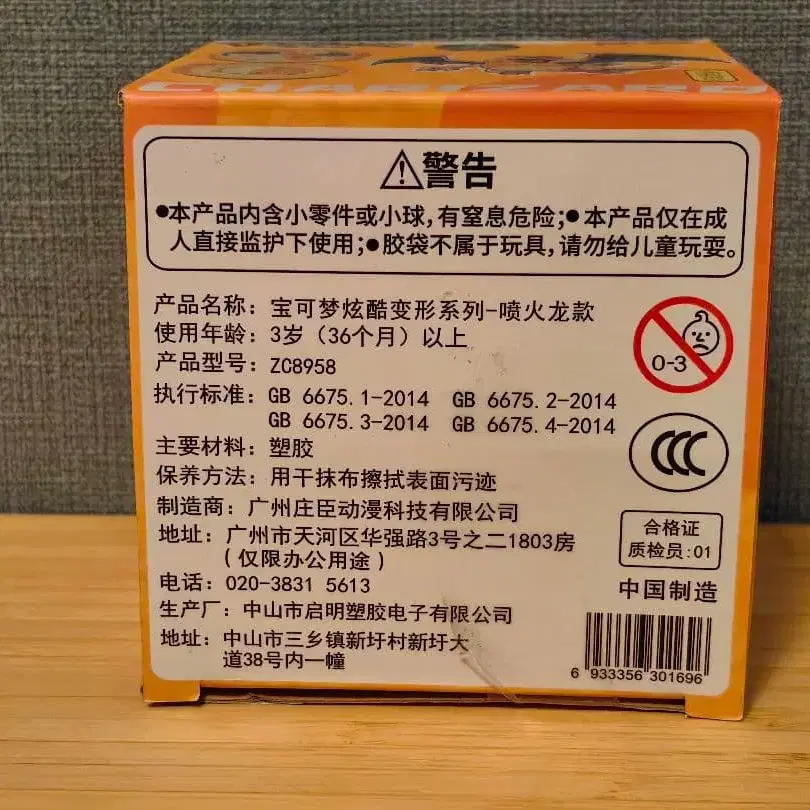 CHARIZARD
警告
●本产品内含小零件或小球,有窒息危险;●本产品仅在成
人直接监护下使用;●胶袋不属于玩具,请勿给儿童玩耍.
产品名称: 宝可梦炫酷变形系列-喷火龙款
使用年龄: 3岁（36个月）以上
产品型号: ZC8958
0-3
执行标准: GB 6675.1-2014 GB 6675.2-2014
GB 6675.3-2014 GB 6675.4-2014
主要材料: 塑胶
保养方法: 用干抹布擦拭表面污迹
CCC
制造商: 广州庄臣动漫科技有限公司
地址: 广州市天河区华强路3号之二1803房
(仅限办公用途)
合格证
质检员:01
电话: 020-3831 5613
中国制造
生产厂: 中山市启明塑胶电子有限公司
地址: 中山市三乡镇新圩村新圩大
道38号内一幢
6 933356 301696